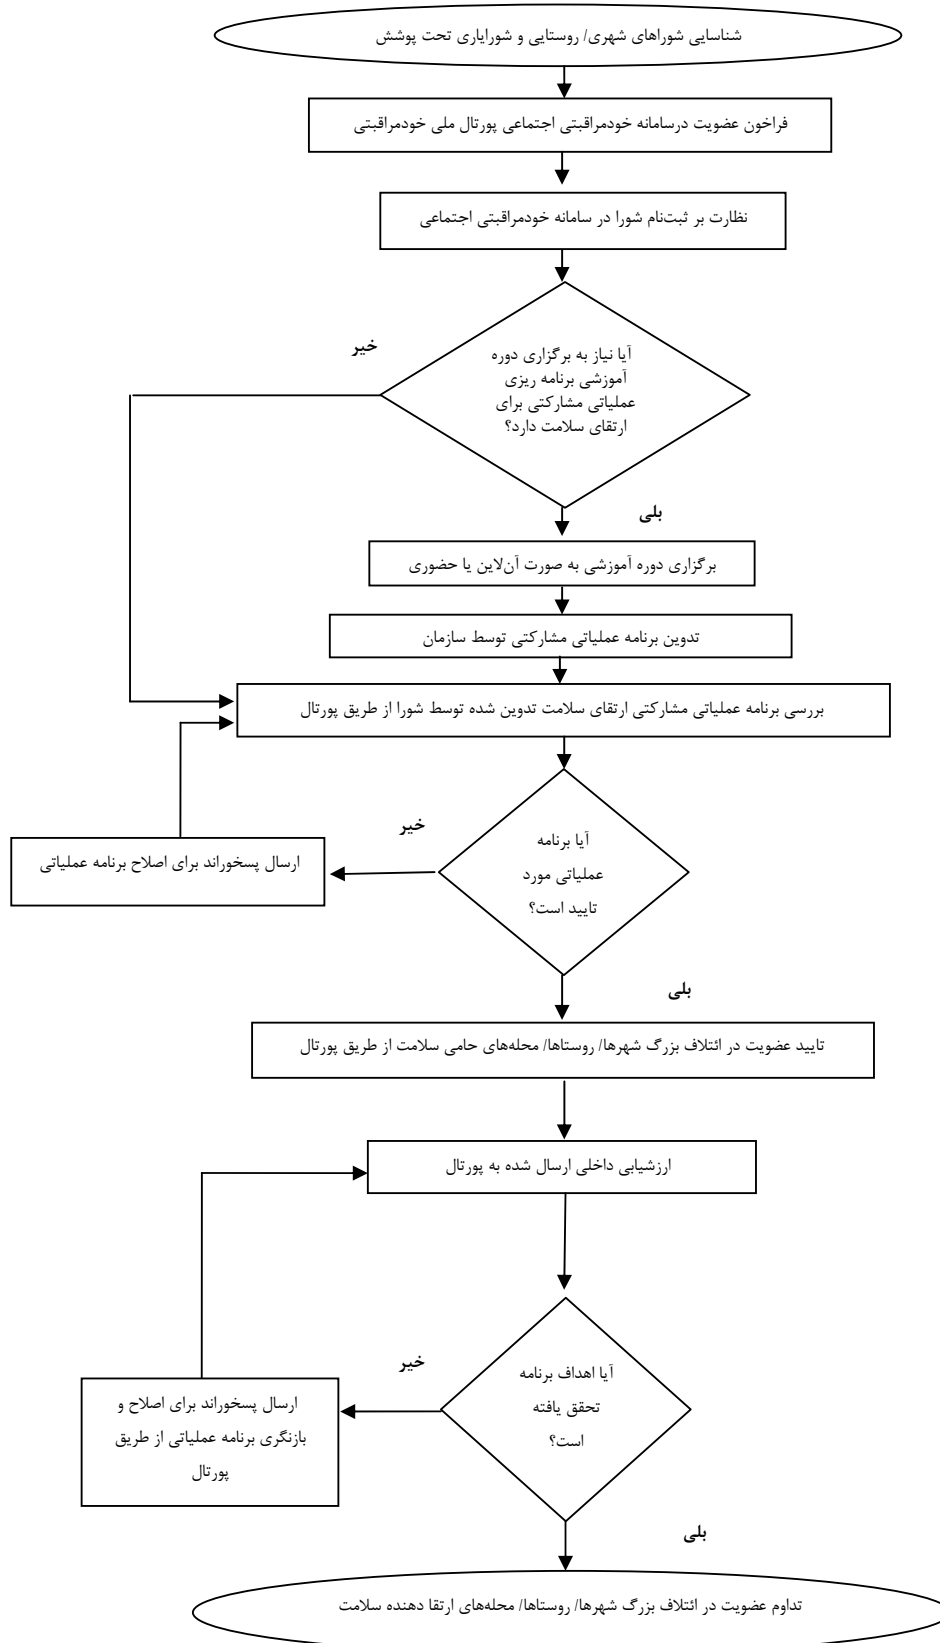 شناسایی شوراهای شهری/ روستایی و شورایاری تحت پوشش
فراخون عضویت درسامانه خودمراقبتی اجتماعی پورتال ملی خودمراقبتی
نظارت بر ثبت‌نام شورا در سامانه خودمراقبتی اجتماعی
خیر
آیا نیاز به برگزاری دوره
آموزشی برنامه ریزی
عملیاتی مشارکتی برای
ارتقای سلامت دارد؟
بلی
برگزاری دوره آموزشی به صورت آن‌لاین یا حضوری
تدوین برنامه عملیاتی مشارکتی توسط سازمان
بررسی برنامه عملیاتی مشارکتی ارتقای سلامت تدوین شده توسط شورا از طریق پورتال
خیر
آیا برنامه
عملیاتی مورد
تایید است؟
ارسال پسخوراند برای اصلاح برنامه عملیاتی
بلی
تایید عضویت در ائتلاف بزرگ شهرها/ روستاها/ محله‌های حامی سلامت از طریق پورتال
ارزشیابی داخلی ارسال شده به پورتال
خیر
آیا اهداف برنامه
تحقق یافته
است؟
ارسال پسخوراند برای اصلاح و
بازنگری برنامه عملیاتی از طریق
پورتال
بلی
تداوم عضویت در ائتلاف بزرگ شهرها/ روستاها/ محله‌های ارتقا دهنده سلامت